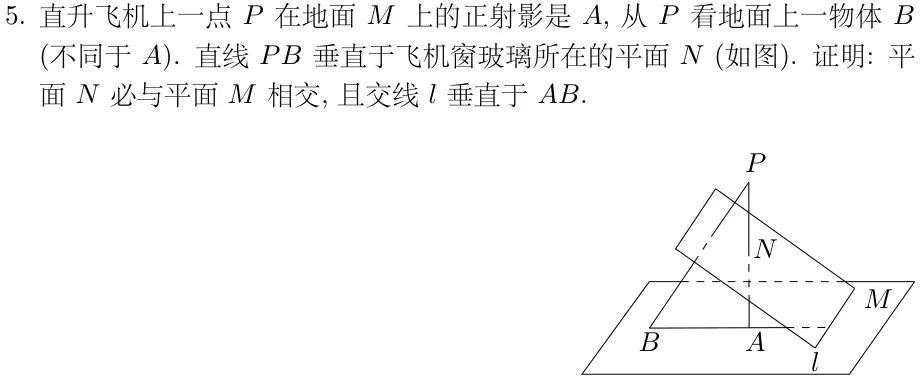 5. 直升飞机上一点 P 在地面 M 上的正射影是 A, 从 P 看地面上一物体 B
(不同于 A). 直线 PB 垂直于飞机窗玻璃所在的平面 N (如图). 证明: 平
面 N 必与平面 M 相交, 且交线 l 垂直于 AB.
P
N
M
B
A
l